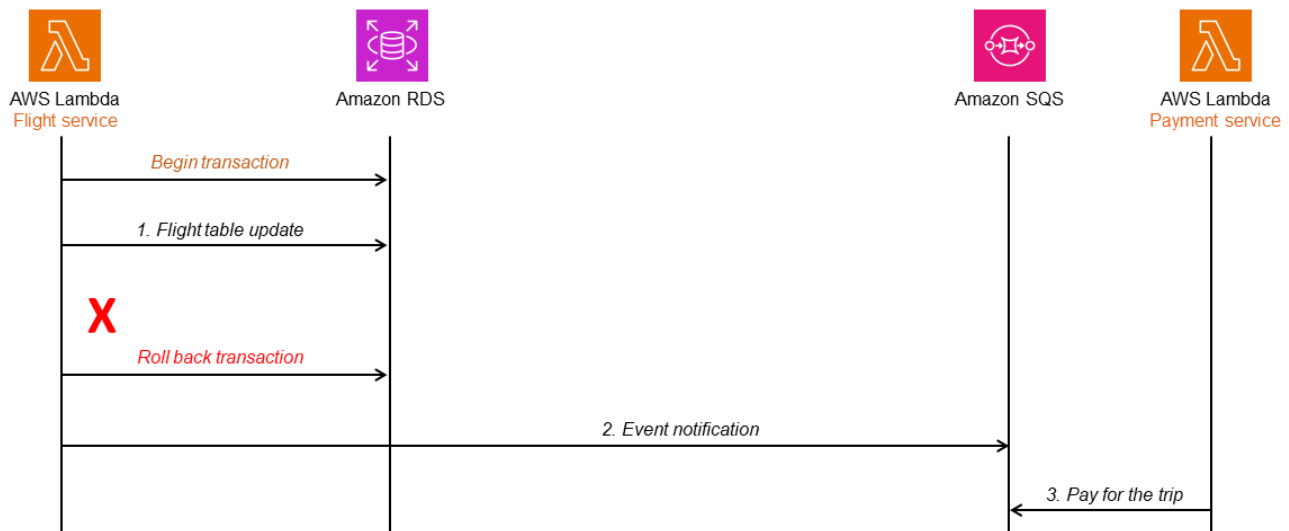 AWS Lambda
Flight service
Amazon RDS
Amazon SQS
AWS Lambda
Payment service
Begin transaction
1. Flight table update
X
Roll back transaction
2. Event notification
3. Pay for the trip